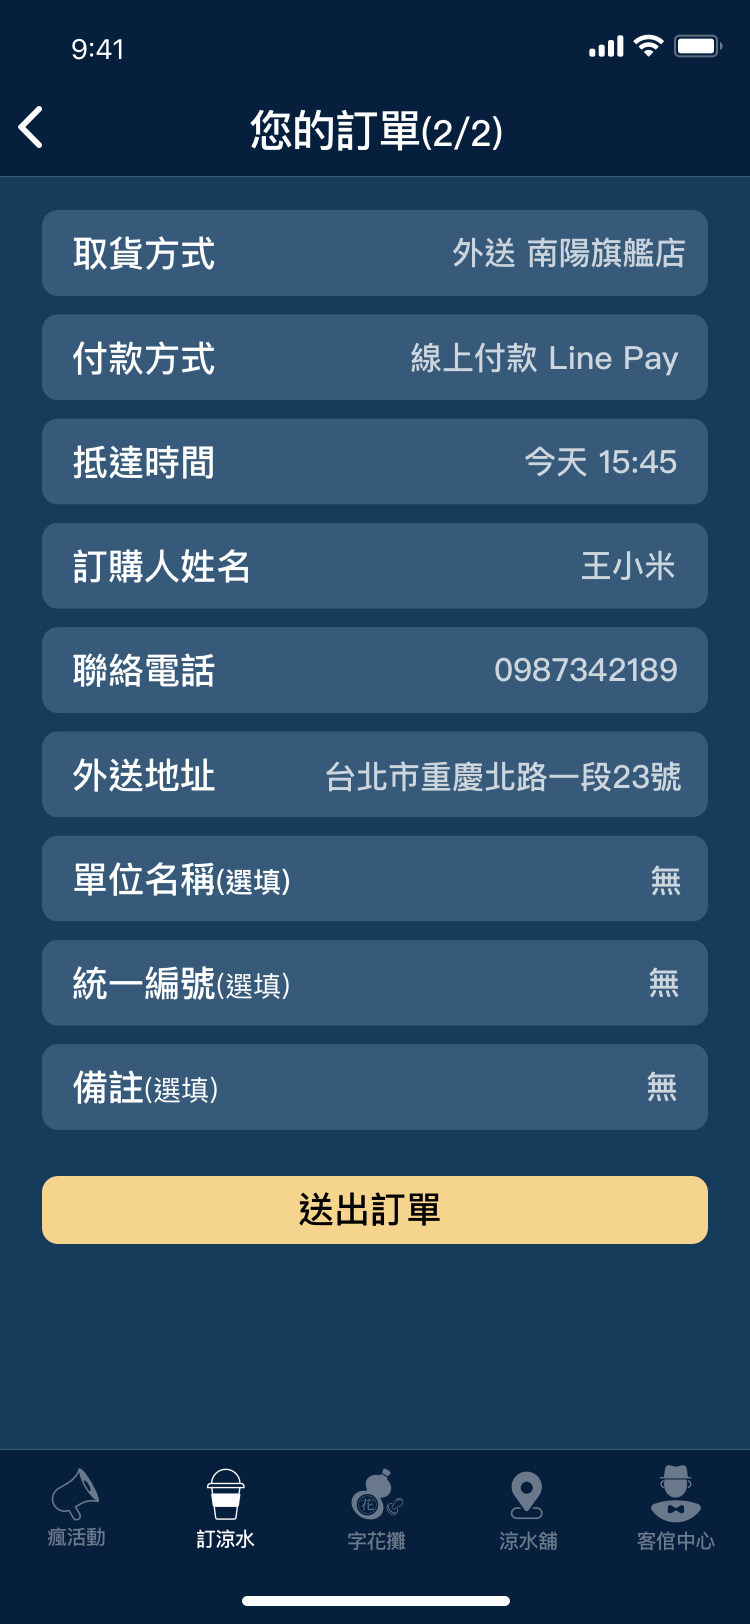 9:41
您的訂單(2/2)
取貨方式 外送 南陽旗艦店
付款方式 線上付款 Line Pay
抵達時間 今天 15:45
訂購人姓名 王小米
聯絡電話 0987342189
外送地址 台北市重慶北路一段23號
單位名稱(選填) 無
統一編號(選填) 無
備註(選填) 無
送出訂單
花
瘋活動 訂涼水 字花攤 涼水舖 客倌中心